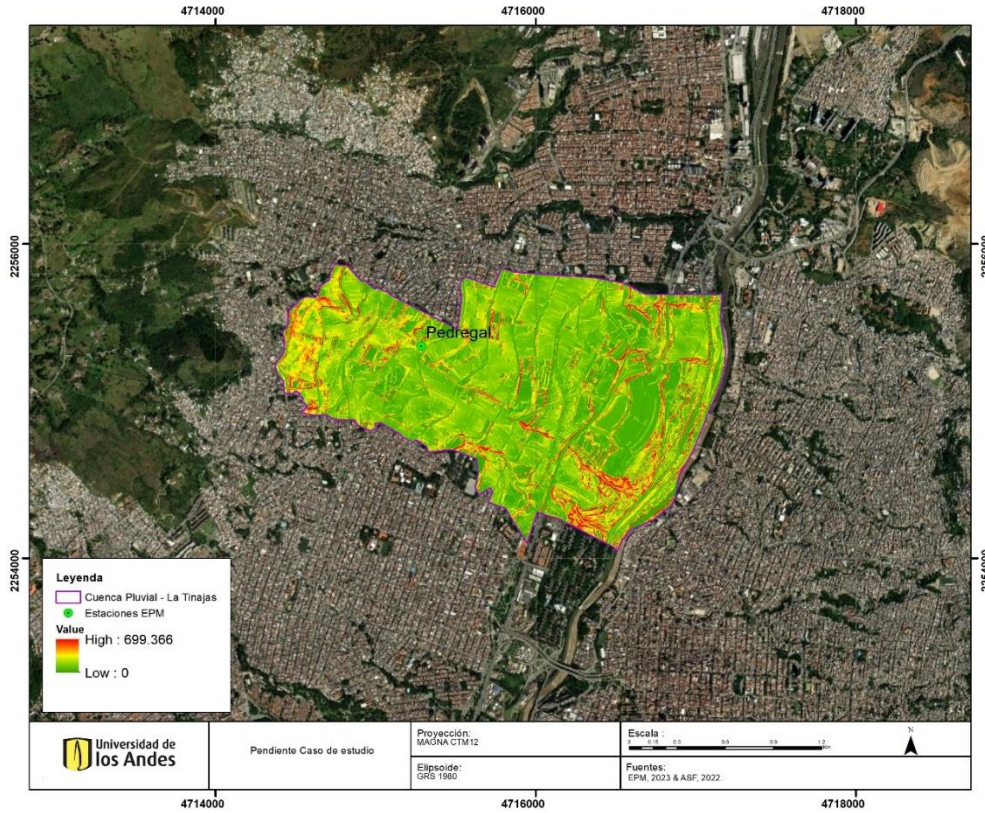 4714000
4716000
4718000
2256000
2256000
Pedregal
2254000
2254000
Leyenda
Cuenca Pluvial - La Tinajas
Estaciones EPM
Value
High : 699.366
Low : 0
Universidad de
los Andes
Pendiente Caso de estudio
Proyección:
MAGNA CTM12
Elipsoide:
GRS 1980
Escala :
0
Km
N
Fuentes:
EPM, 2023 & ASF, 2022.
4714000
4716000
4718000